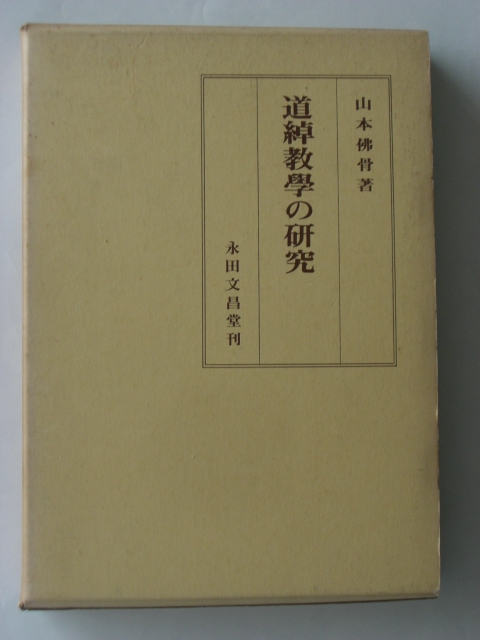 山本佛骨著
道綽教學の研究
永田文昌堂刊